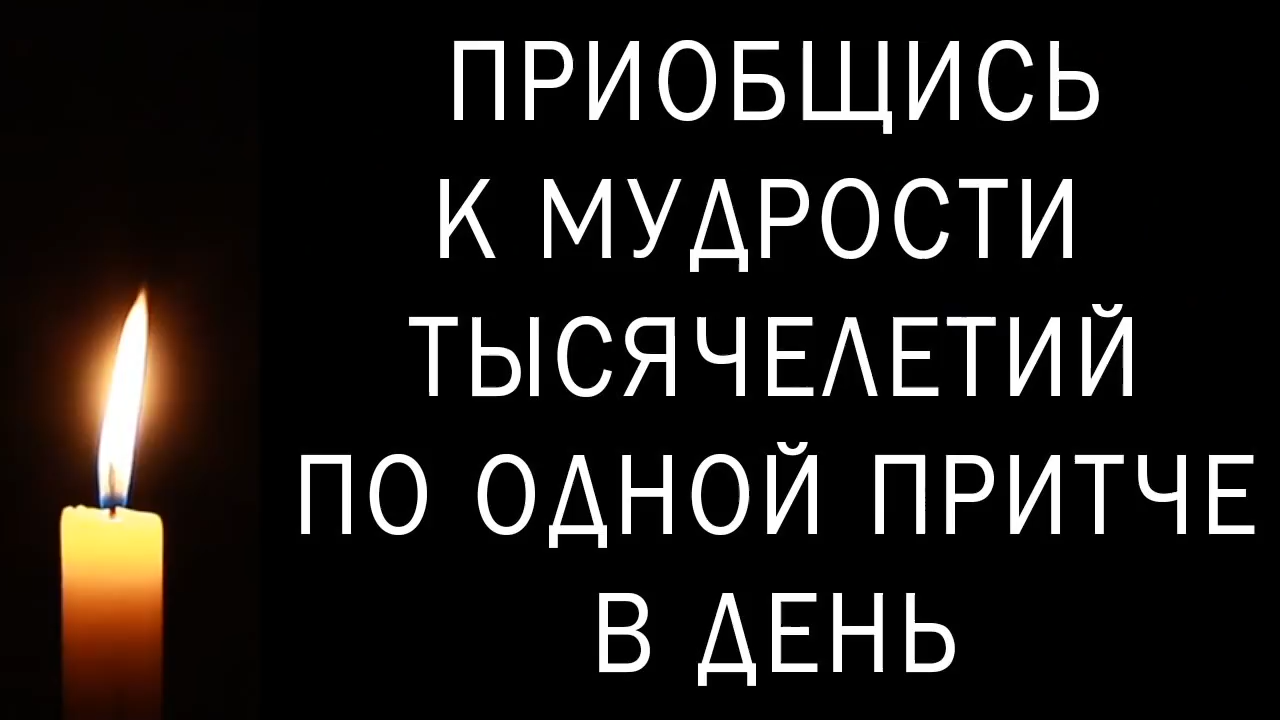 ПРИОБЩИСЬ
К МУДРОСТИ
ТЫСЯЧЕЛЕТИЙ
ПО ОДНОЙ ПРИТЧЕ
В ДЕНЬ